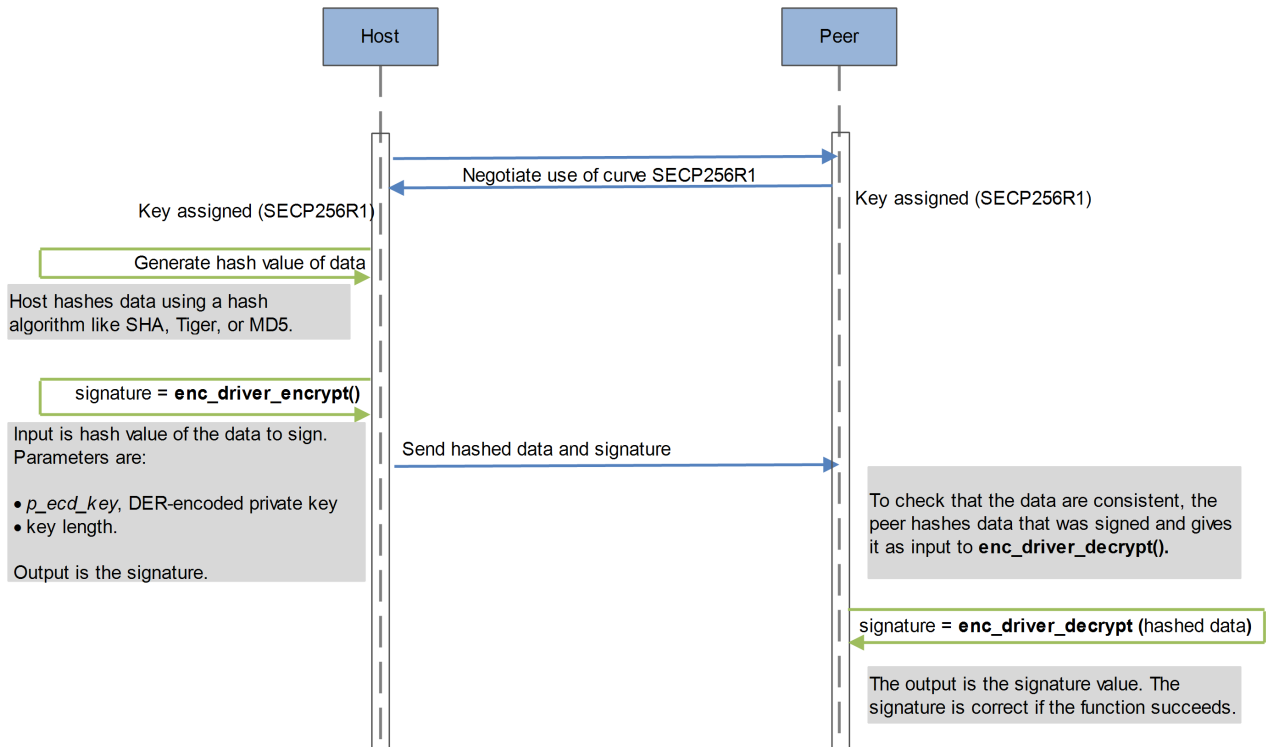 Host
Peer
Negotiate use of curve SECP256R1
Key assigned (SECP256R1)
Key assigned (SECP256R1)
Generate hash value of data
Host hashes data using a hash
algorithm like SHA, Tiger, or MD5.
signature = enc_driver_encrypt()
Input is hash value of the data to sign.
Parameters are:
• p_ecd_key, DER-encoded private key
• key length.
Output is the signature.
Send hashed data and signature
To check that the data are consistent, the
peer hashes data that was signed and gives
it as input to enc_driver_decrypt().
signature = enc_driver_decrypt (hashed data)
The output is the signature value. The
signature is correct if the function succeeds.